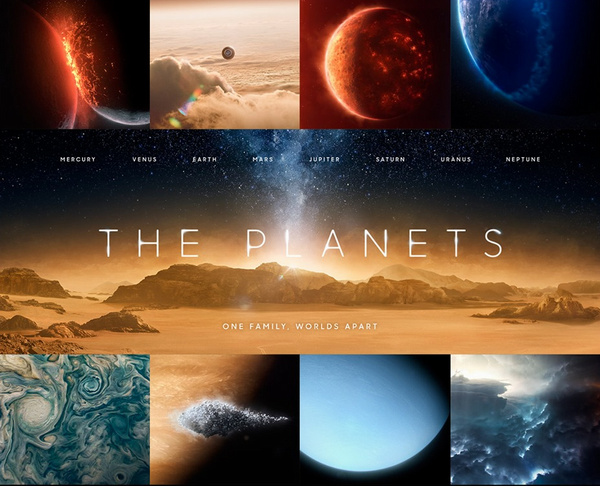 MERCURY VENUS EARTH MARS JUPITER SATURN URANUS NEPTUNE
THE PLANETS
ONE FAMILY, WORLDS APART